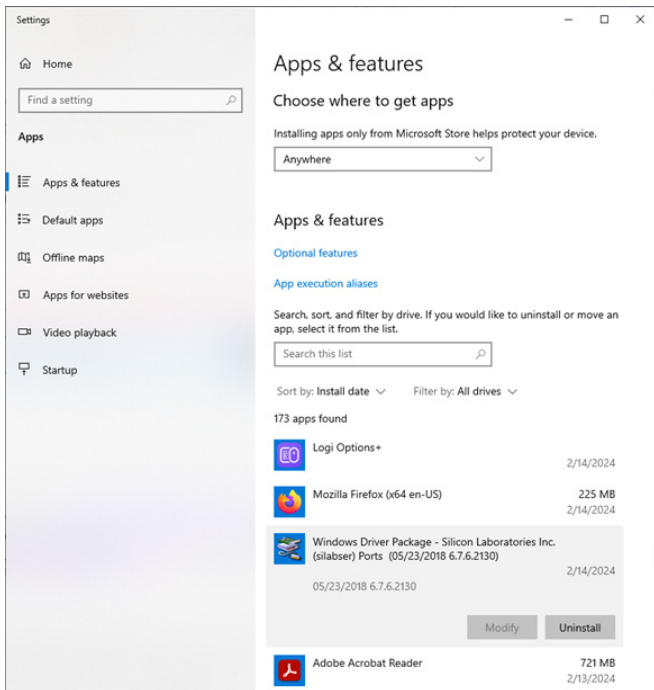 Settings
Home
Find a setting
Apps
Apps & features
Default apps
Offline maps
Apps for websites
Video playback
Startup
Apps & features
Choose where to get apps
Installing apps only from Microsoft Store helps protect your device.
Anywhere
Apps & features
Optional features
App execution aliases
Search, sort, and filter by drive. If you would like to uninstall or move an
app, select it from the list.
Search this list
Sort by: Install date Filter by: All drives
173 apps found
Logi Options+
2/14/2024
Mozilla Firefox (x64 en-US) 225 MB
2/14/2024
Windows Driver Package - Silicon Laboratories Inc.
(silabser) Ports (05/23/2018 6.7.6.2130)
2/14/2024
05/23/2018 6.7.6.2130
Modify Uninstall
Adobe Acrobat Reader 721 MB
2/13/2024